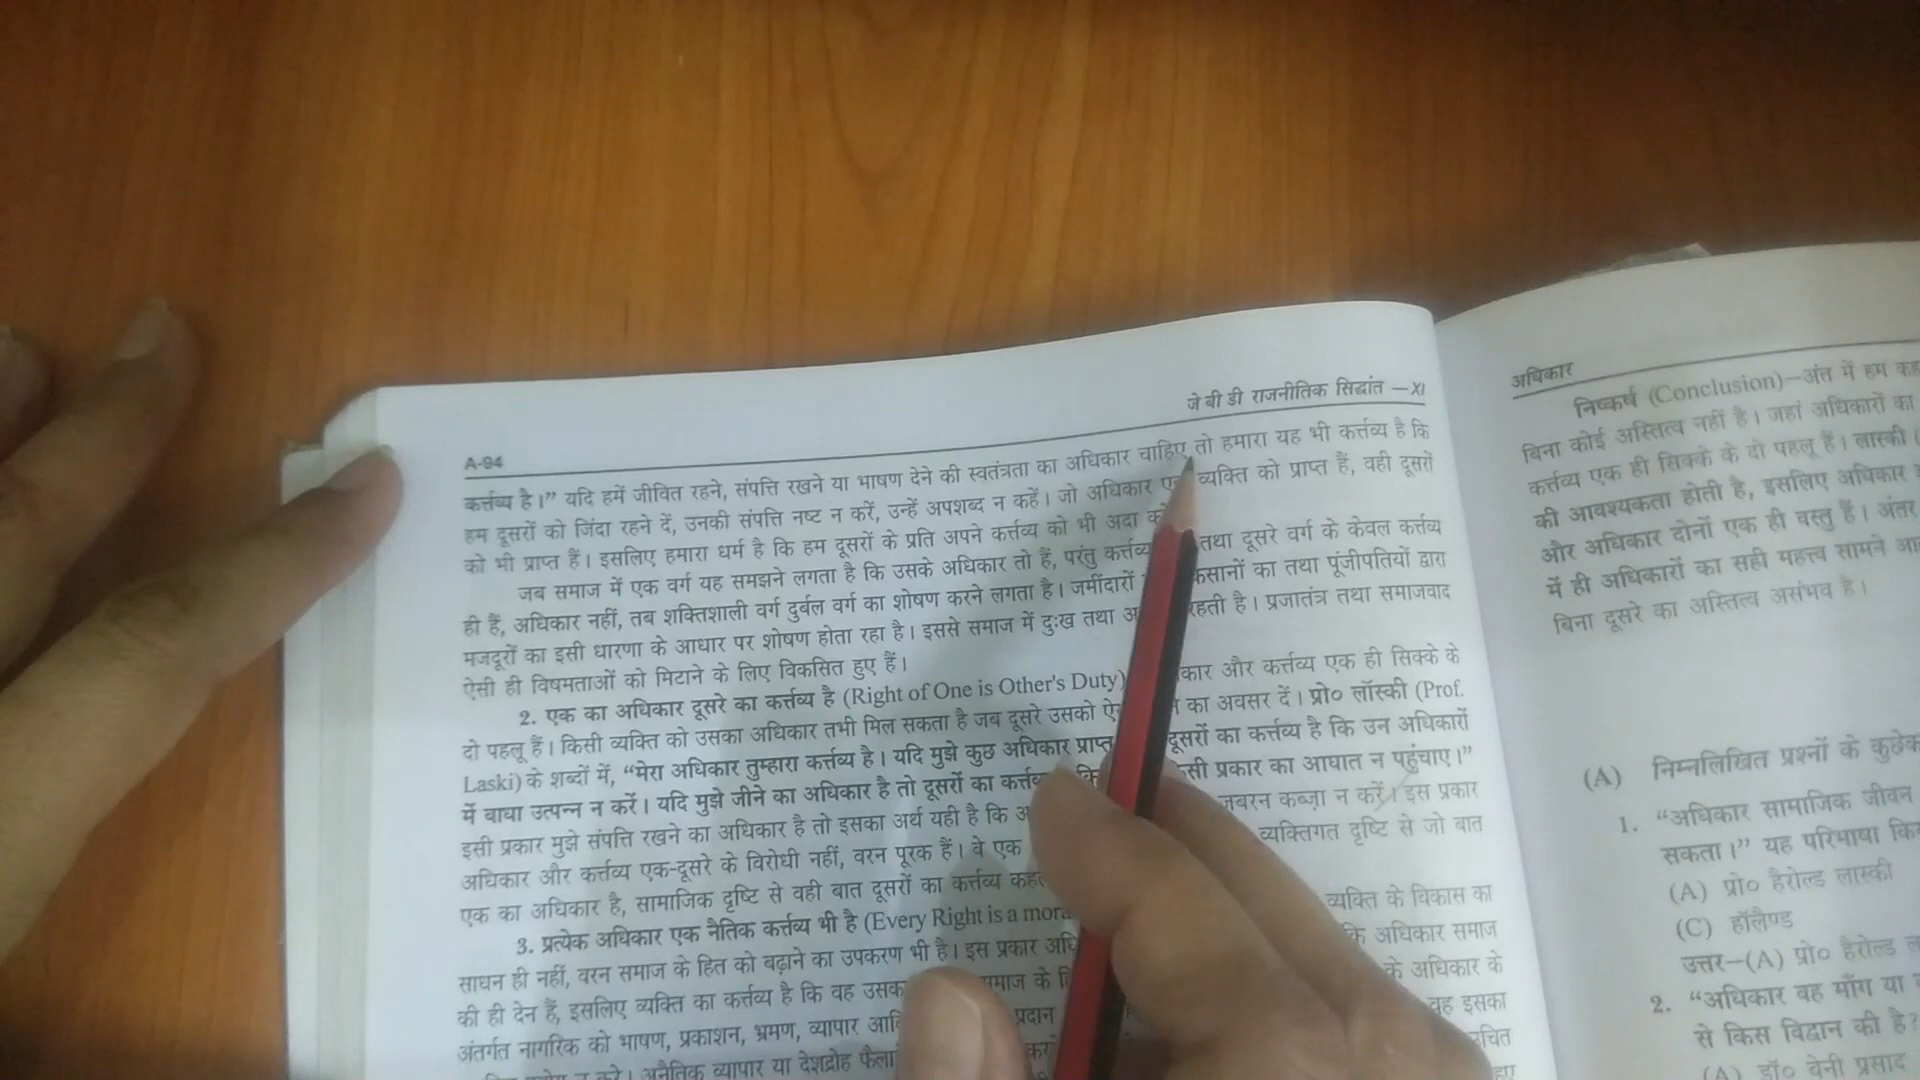 A-94
जे बी डी राजनीतिक सिद्धांत —XI
कर्त्तव्य है।” यदि हमें जीवित रहने, संपत्ति रखने या भाषण देने की स्वतंत्रता का अधिकार चाहिए तो हमारा यह भी कर्त्तव्य है कि
हम दूसरों को जिंदा रहने दें, उनकी संपत्ति नष्ट न करें, उन्हें अपशब्द न कहें। जो अधिकार व्यक्ति को प्राप्त हैं, वही दूसरों
को भी प्राप्त हैं। इसलिए हमारा धर्म है कि हम दूसरों के प्रति अपने कर्त्तव्य को भी अदा
जब समाज में एक वर्ग यह समझने लगता है कि उसके अधिकार तो हैं, परंतु कर्त्तव्य तथा दूसरे वर्ग के केवल कर्त्तव्य
ही हैं, अधिकार नहीं, तब शक्तिशाली वर्ग दुर्बल वर्ग का शोषण करने लगता है। जमींदारों का तथा पूंजीपतियों द्वारा
मजदूरों का इसी धारणा के आधार पर शोषण होता रहा है। इससे समाज में दुःख तथा रहती है। प्रजातंत्र तथा समाजवाद
ऐसी ही विषमताओं को मिटाने के लिए विकसित हुए हैं।
2. एक का अधिकार दूसरे का कर्त्तव्य है (Right of One is Other's Duty) और कर्त्तव्य एक ही सिक्के के
दो पहलू हैं। किसी व्यक्ति को उसका अधिकार तभी मिल सकता है जब दूसरे उसको का अवसर दें। प्रो० लॉस्की (Prof.
Laski) के शब्दों में, “मेरा अधिकार तुम्हारा कर्त्तव्य है। यदि मुझे कुछ अधिकार प्राप्त दूसरों का कर्त्तव्य है कि उन अधिकारों
में बाधा उत्पन्न न करें। यदि मुझे जीने का अधिकार है तो दूसरों का प्रकार का आघात न पहुंचाए।”
इसी प्रकार मुझे संपत्ति रखने का अधिकार है तो इसका अर्थ यही है कि जबरन कब्ज़ा न करें। इस प्रकार
अधिकार और कर्त्तव्य एक-दूसरे के विरोधी नहीं, वरन पूरक हैं। वे एक व्यक्तिगत दृष्टि से जो बात
एक का अधिकार है, सामाजिक दृष्टि से वही बात दूसरों का कर्त्तव्य
3. प्रत्येक अधिकार एक नैतिक कर्त्तव्य भी है (Every Right is a व्यक्ति के विकास का
साधन ही नहीं, वरन समाज के हित को बढ़ाने का उपकरण भी है। इस प्रकार कि अधिकार समाज
की ही देन हैं, इसलिए व्यक्ति का कर्त्तव्य है कि वह समाज के के अधिकार के
अंतर्गत नागरिक को भाषण, प्रकाशन, भ्रमण, व्यापार वह इसका
न करे। अनैतिक व्यापार या देशद्रोह
अधिकार
निष्कर्ष (Conclusion)—अंत में हम
बिना कोई अस्तित्व नहीं है। जहां अधिकारों का
कर्त्तव्य एक ही सिक्के के दो पहलू हैं। लास्की
की आवश्यकता होती है, इसलिए अधिकार
और अधिकार दोनों एक ही वस्तु हैं। अंतर
में ही अधिकारों का सही महत्त्व सामने
बिना दूसरे का अस्तित्व असंभव है।
(A) निम्नलिखित प्रश्नों के
1. “अधिकार सामाजिक जीवन
सकता।” यह परिभाषा
(A) प्रो० हैरोल्ड लास्की
(C) हॉलैण्ड
उत्तर—(A) प्रो० हैरोल्ड
2. “अधिकार वह माँग या
से किस विद्वान की है?
(A) डॉ० बेनी प्रसाद